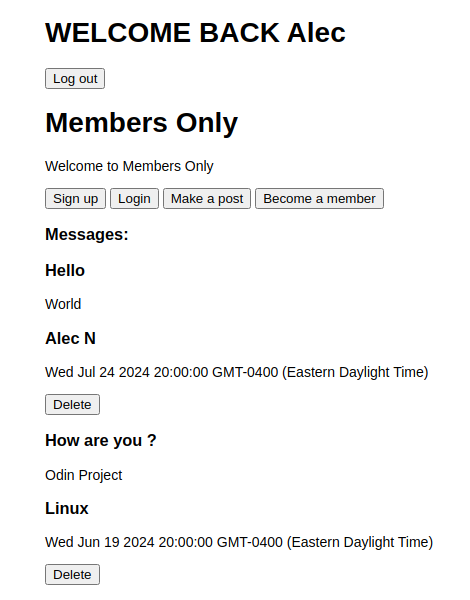 WELCOME BACK Alec
Log out
Members Only
Welcome to Members Only
Sign up Login Make a post Become a member
Messages:
Hello
World
Alec N
Wed Jul 24 2024 20:00:00 GMT-0400 (Eastern Daylight Time)
Delete
How are you ?
Odin Project
Linux
Wed Jun 19 2024 20:00:00 GMT-0400 (Eastern Daylight Time)
Delete